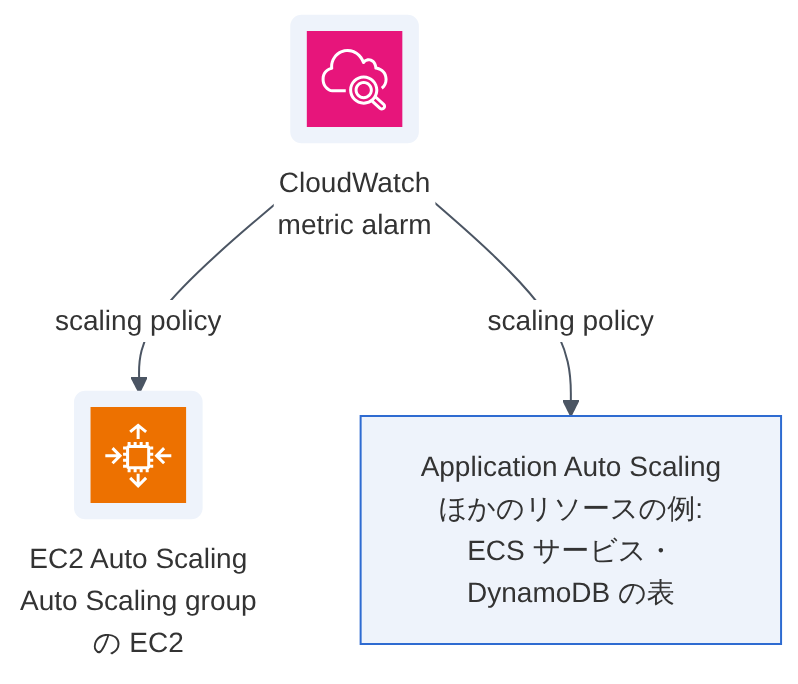 CloudWatch
metric alarm
scaling policy
scaling policy
EC2 Auto Scaling
Auto Scaling group
の EC2
Application Auto Scaling
ほかのリソースの例:
ECS サービス・
DynamoDB の表